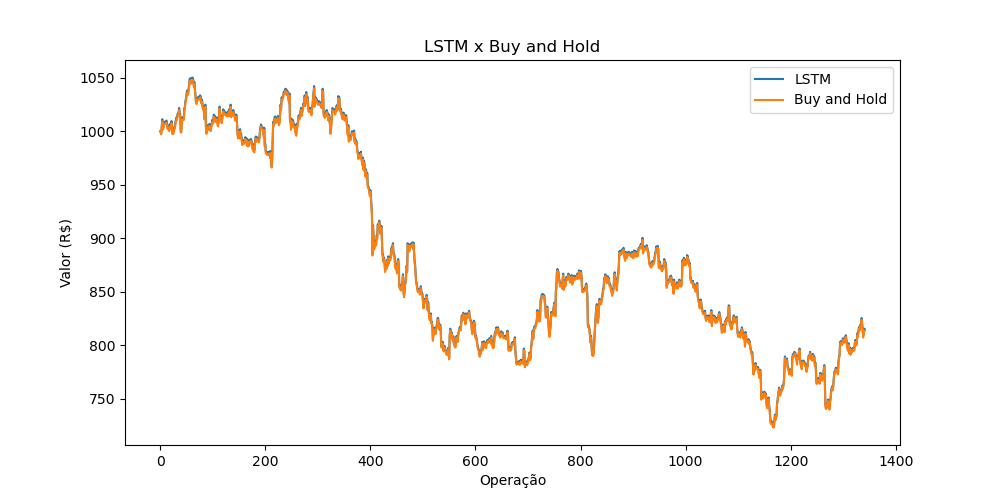 LSTM x Buy and Hold
LSTM
Buy and Hold
1050
1000
950
900
850
800
750
Valor (R$)
0 200 400 600 800 1000 1200 1400
Operação